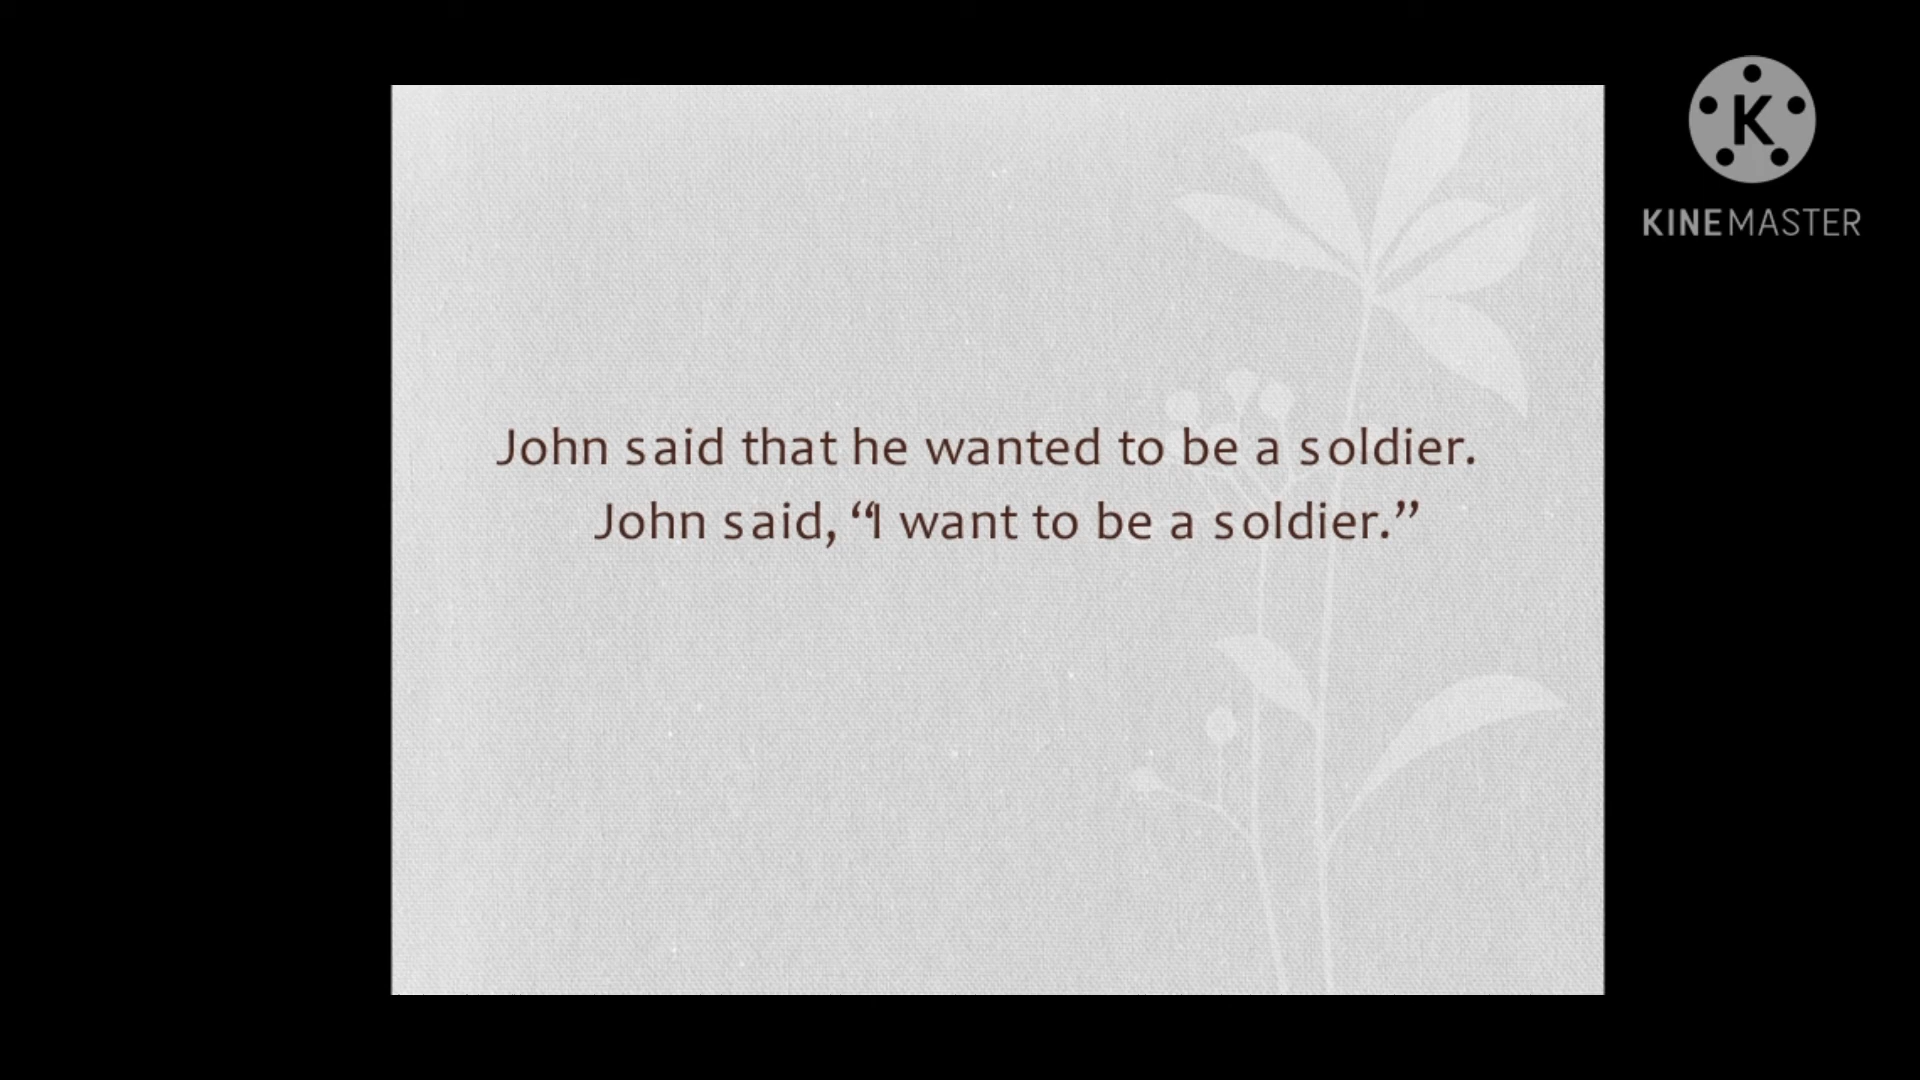 John said that he wanted to be a soldier.
John said, “I want to be a soldier.”
K
KINEMASTER